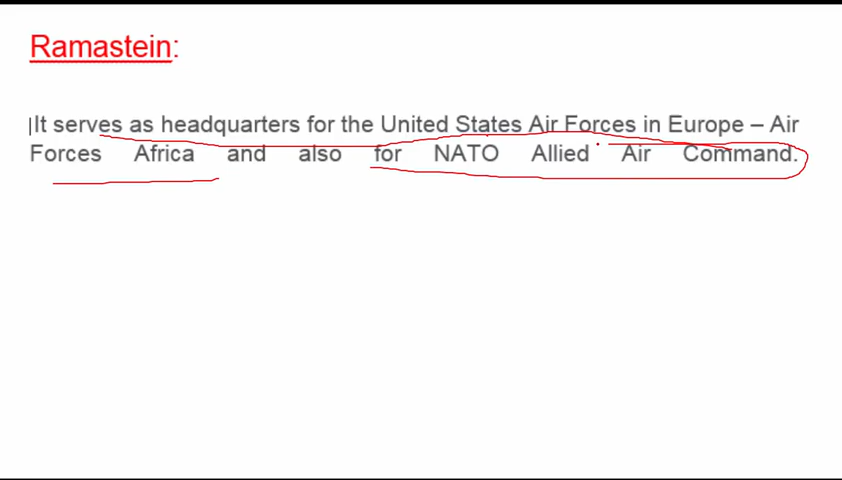 Ramastein:
It serves as headquarters for the United States Air Forces in Europe – Air
Forces Africa and also for NATO Allied Air Command.